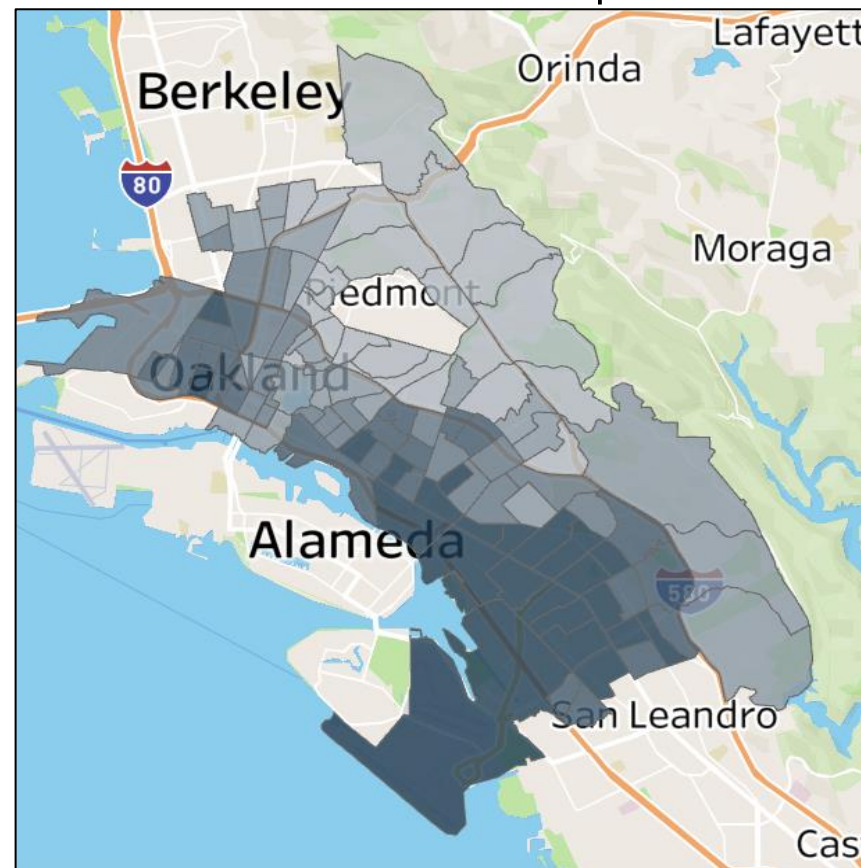 Lafayett
Orinda
Berkeley
80
Moraga
Piedmont
Oakland
Alameda
580
San Leandro
Cas